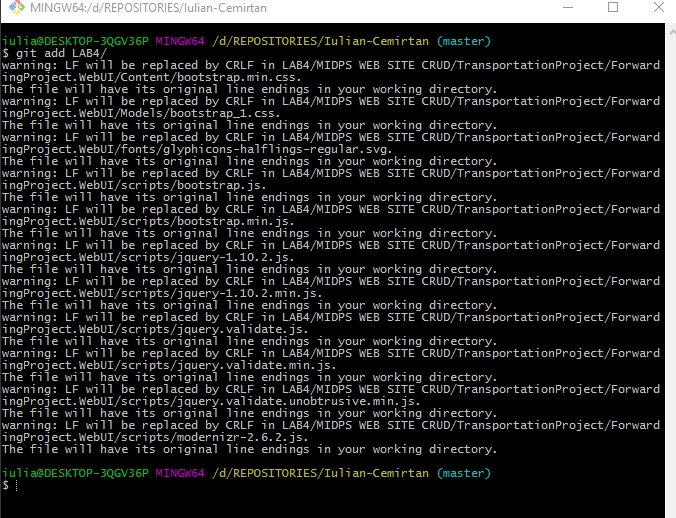 MINGW64:/d/REPOSITORIES/Iulian-Cemirtan
iulia@DESKTOP-3QGV36P MINGW64 /d/REPOSITORIES/Iulian-Cemirtan (master)
$ git add LAB4/
warning: LF will be replaced by CRLF in LAB4/MIDPS WEB SITE CRUD/TransportationProject/Forward
ingProject.WebUI/Content/bootstrap.min.css.
The file will have its original line endings in your working directory.
warning: LF will be replaced by CRLF in LAB4/MIDPS WEB SITE CRUD/TransportationProject/Forward
ingProject.WebUI/Models/bootstrap_1.css.
The file will have its original line endings in your working directory.
warning: LF will be replaced by CRLF in LAB4/MIDPS WEB SITE CRUD/TransportationProject/Forward
ingProject.WebUI/fonts/glyphicons-halflings-regular.svg.
The file will have its original line endings in your working directory.
warning: LF will be replaced by CRLF in LAB4/MIDPS WEB SITE CRUD/TransportationProject/Forward
ingProject.WebUI/scripts/bootstrap.js.
The file will have its original line endings in your working directory.
warning: LF will be replaced by CRLF in LAB4/MIDPS WEB SITE CRUD/TransportationProject/Forward
ingProject.WebUI/scripts/bootstrap.min.js.
The file will have its original line endings in your working directory.
warning: LF will be replaced by CRLF in LAB4/MIDPS WEB SITE CRUD/TransportationProject/Forward
ingProject.WebUI/scripts/jquery-1.10.2.js.
The file will have its original line endings in your working directory.
warning: LF will be replaced by CRLF in LAB4/MIDPS WEB SITE CRUD/TransportationProject/Forward
ingProject.WebUI/scripts/jquery-1.10.2.min.js.
The file will have its original line endings in your working directory.
warning: LF will be replaced by CRLF in LAB4/MIDPS WEB SITE CRUD/TransportationProject/Forward
ingProject.WebUI/scripts/jquery.validate.js.
The file will have its original line endings in your working directory.
warning: LF will be replaced by CRLF in LAB4/MIDPS WEB SITE CRUD/TransportationProject/Forward
ingProject.WebUI/scripts/jquery.validate.min.js.
The file will have its original line endings in your working directory.
warning: LF will be replaced by CRLF in LAB4/MIDPS WEB SITE CRUD/TransportationProject/Forward
ingProject.WebUI/scripts/jquery.validate.unobtrusive.min.js.
The file will have its original line endings in your working directory.
warning: LF will be replaced by CRLF in LAB4/MIDPS WEB SITE CRUD/TransportationProject/Forward
ingProject.WebUI/scripts/modernizr-2.6.2.js.
The file will have its original line endings in your working directory.
iulia@DESKTOP-3QGV36P MINGW64 /d/REPOSITORIES/Iulian-Cemirtan (master)
$